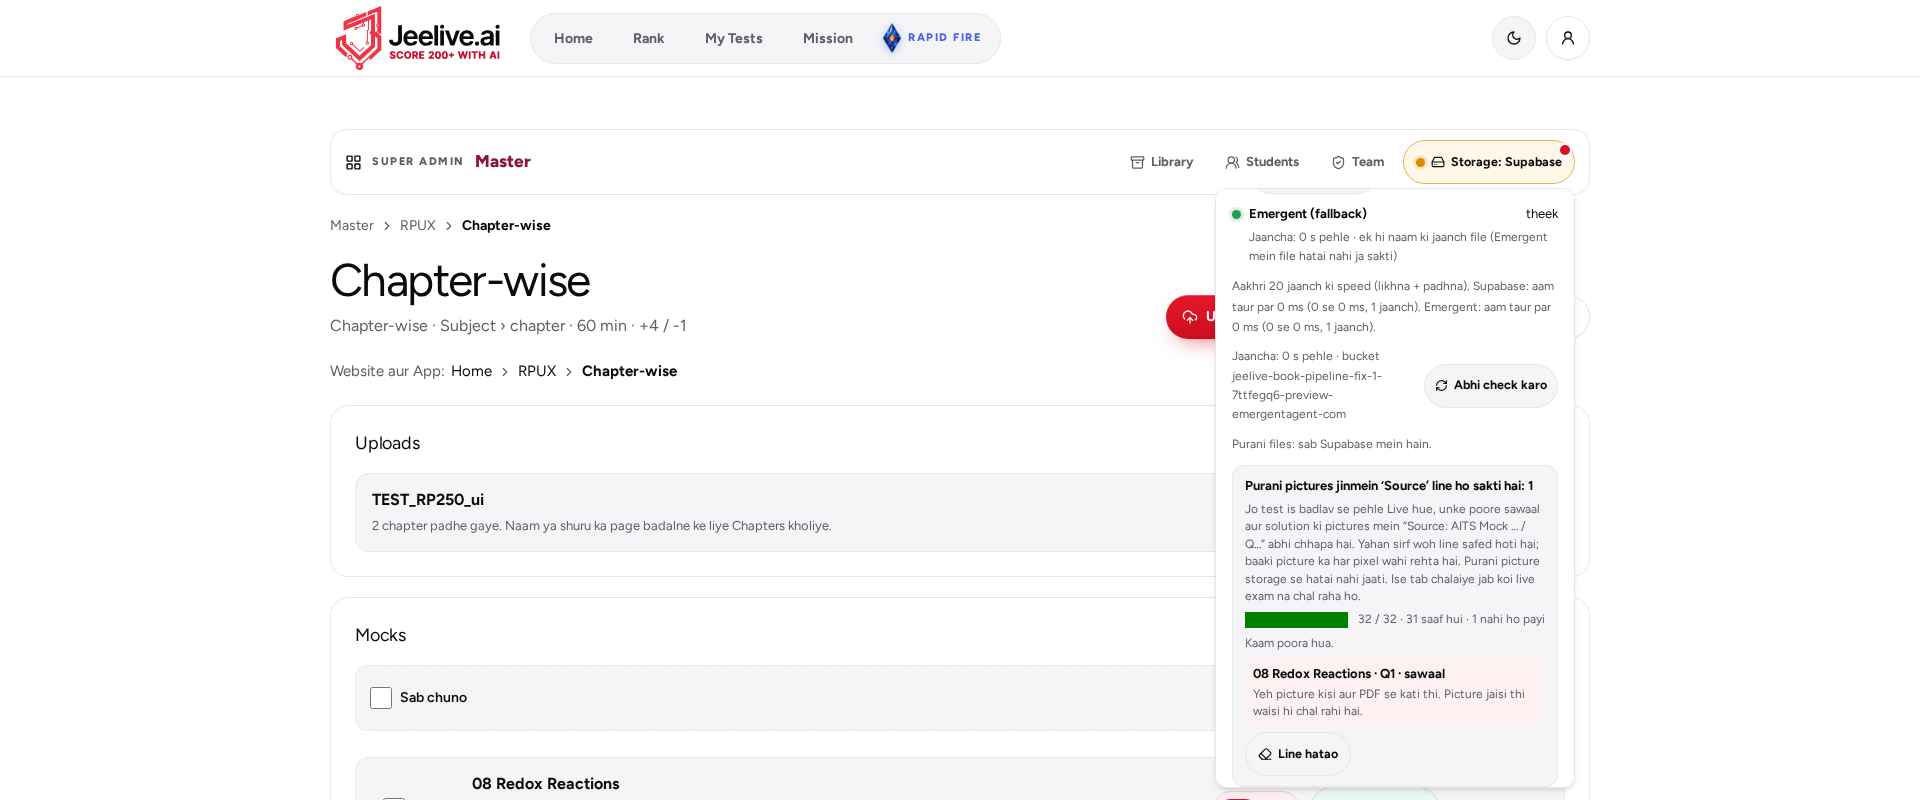 Jeelive.ai
SCORE 200+ WITH AI
Home
Rank
My Tests
Mission
RAPID FIRE
SUPER ADMIN Master
Library
Students
Team
Storage: Supabase
Master > RPUX > Chapter-wise
Chapter-wise
Chapter-wise · Subject › chapter · 60 min · +4 / -1
Website aur App: Home > RPUX > Chapter-wise
Uploads
TEST_RP250_ui
2 chapter padhe gaye. Naam ya shuru ka page badalne ke liye Chapters kholiye.
Mocks
Sab chuno
08 Redox Reactions
Emergent (fallback) theek
Jaancha: 0 s pehle · ek hi naam ki jaanch file (Emergent
mein file hatai nahi ja sakti)
Aakhri 20 jaanch ki speed (likhna + padhna). Supabase: aam
taur par 0 ms (0 se 0 ms, 1 jaanch). Emergent: aam taur par
0 ms (0 se 0 ms, 1 jaanch).
Jaancha: 0 s pehle · bucket
jeelive-book-pipeline-fix-1-
7ttfegq6-preview-
emergentagent-com
Abhi check karo
Purani files: sab Supabase mein hain.
Purani pictures jinmein ‘Source’ line ho sakti hai: 1
Jo test is badlav se pehle Live hue, unke poore sawaal
aur solution ki pictures mein “Source: AITS Mock … /
Q…” abhi chhapa hai. Yahan sirf woh line safed hoti hai;
baaki picture ka har pixel wahi rehta hai. Purani picture
storage se hatai nahi jaati. Ise tab chalaiye jab koi live
exam na chal raha ho.
32 / 32 · 31 saaf hui · 1 nahi ho payi
Kaam poora hua.
08 Redox Reactions · Q1 · sawaal
Yeh picture kisi aur PDF se kati thi. Picture jaisi thi
waisi hi chal rahi hai.
Line hatao